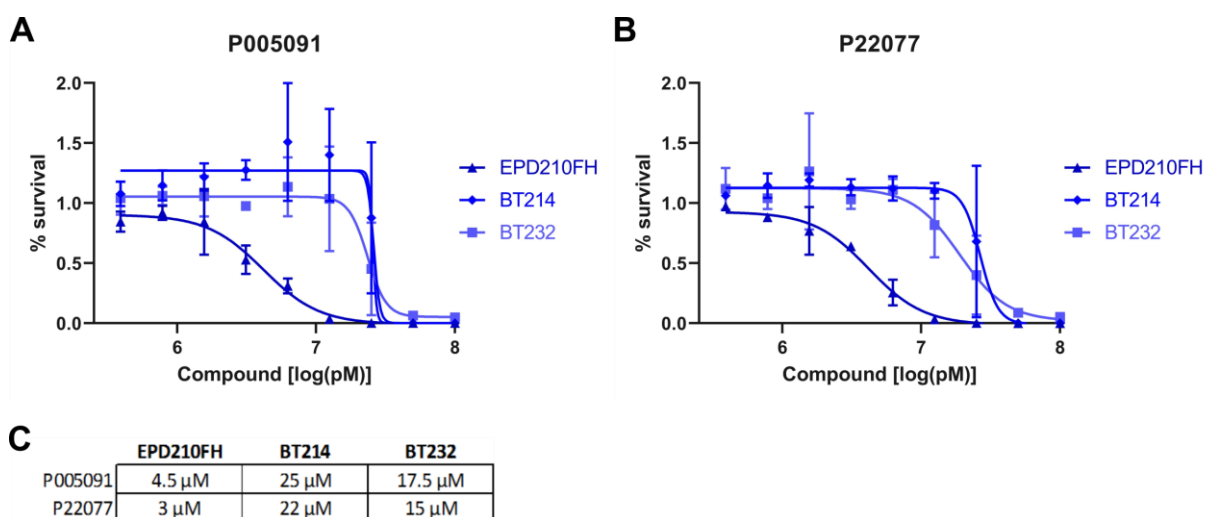 A
P005091
2.0
1.5
1.0
0.5
0.0
% survival
6 7 8
Compound [log(pM)]
EPD210FH
BT214
BT232
B
P22077
2.0
1.5
1.0
0.5
0.0
% survival
6 7 8
Compound [log(pM)]
EPD210FH
BT214
BT232
C
EPD210FH BT214 BT232
P005091 4.5 μM 25 μM 17.5 μM
P22077 3 μM 22 μM 15 μM